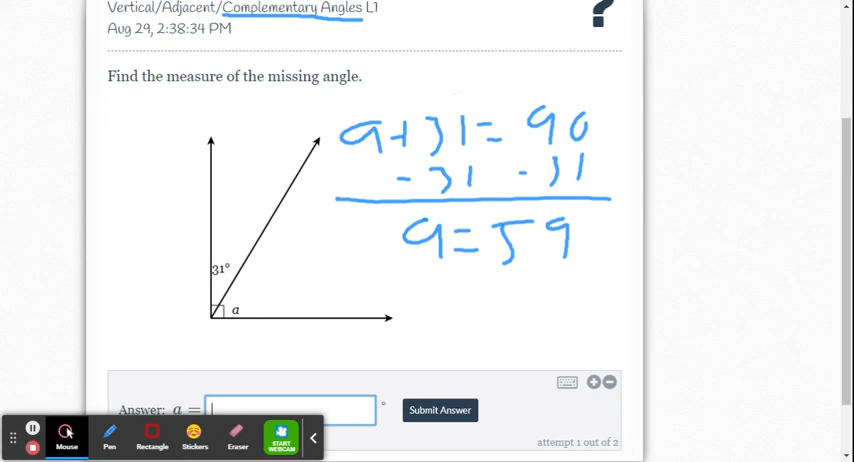 Vertical/Adjacent/Complementary Angles L1
Aug 29, 2:38:34 PM
?
Find the measure of the missing angle.
a+31=90
-31 -31
a=59
31°
a
Answer: a = °
Submit Answer
Mouse Pen Rectangle Stickers Eraser START WEBCAM
attempt 1 out of 2